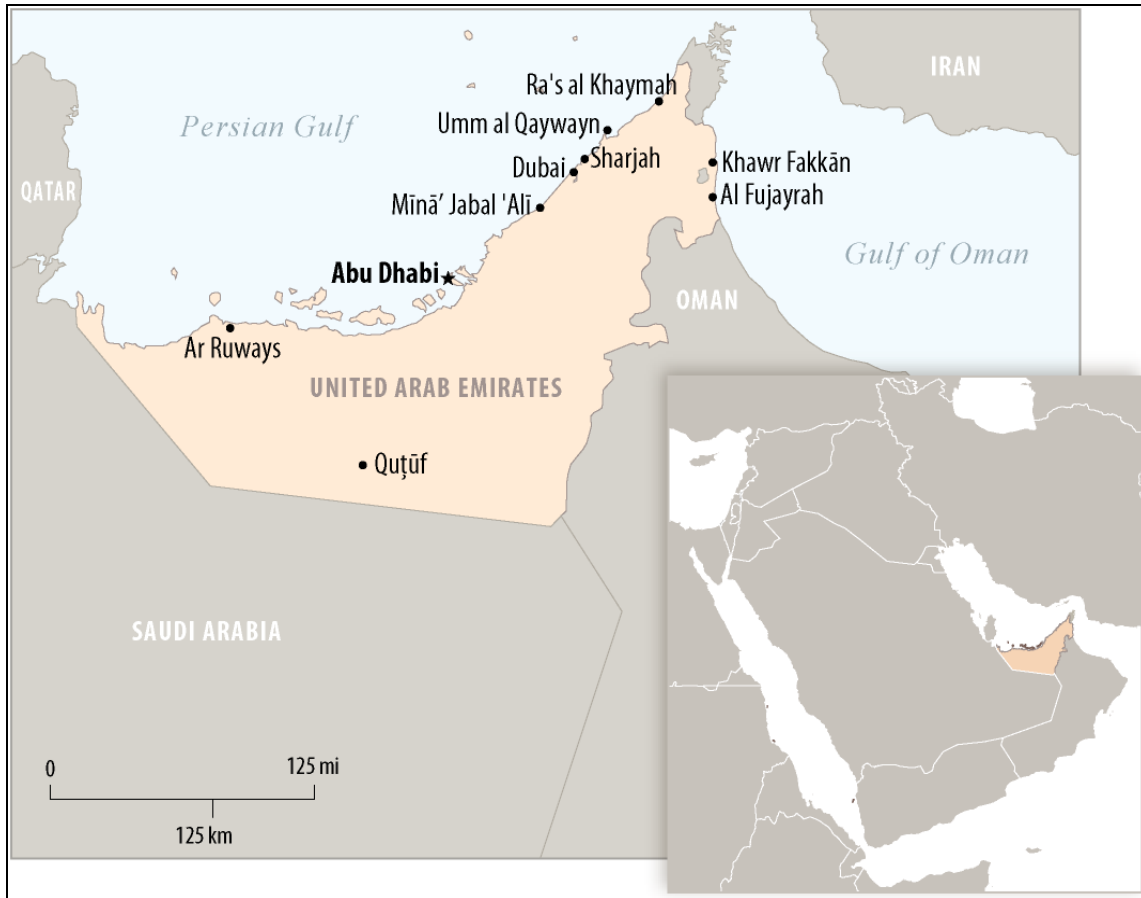 IRAN
Ra's al Khaymah
Persian Gulf
Umm al Qaywayn
Sharjah
Dubai
Khawr Fakkān
QATAR
Al Fujayrah
Mīnā’ Jabal 'Alī
Gulf of Oman
Abu Dhabi
OMAN
Ar Ruways
UNITED ARAB EMIRATES
Quţūf
SAUDI ARABIA
0
125 mi
125 km